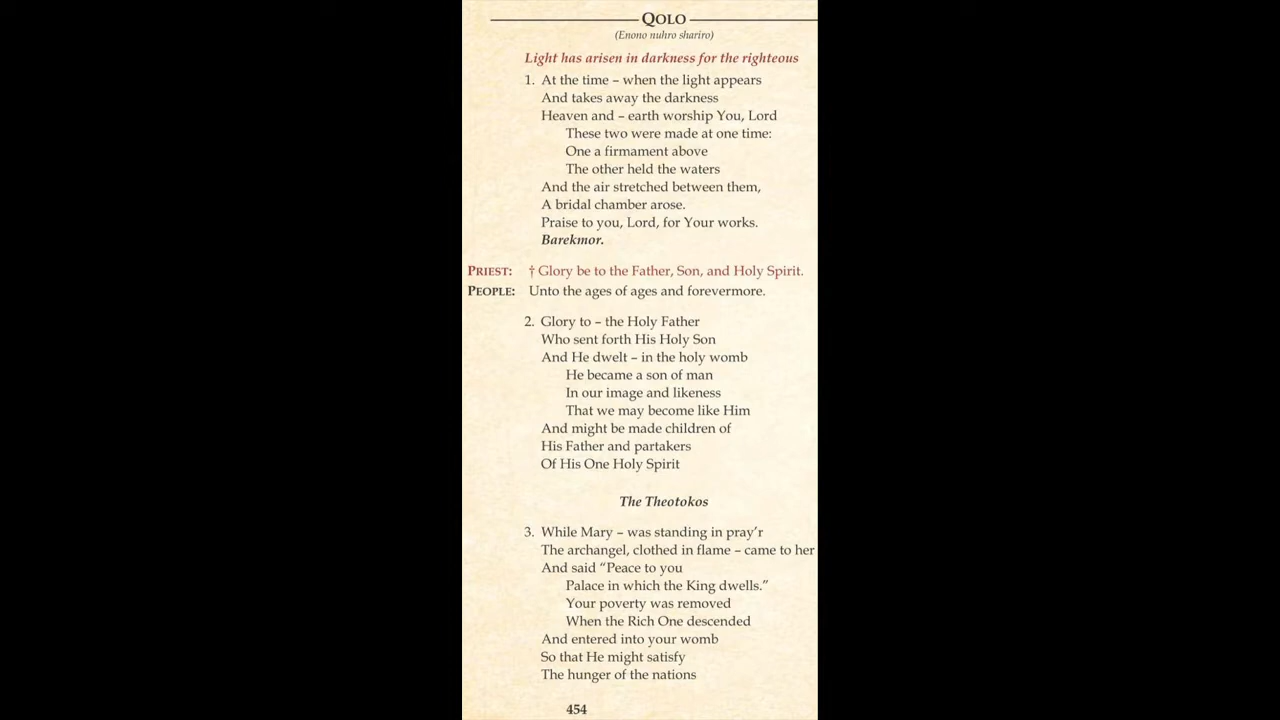 QOLO
(Enono nuhro shariro)
Light has arisen in darkness for the righteous
1. At the time – when the light appears
And takes away the darkness
Heaven and – earth worship You, Lord
These two were made at one time:
One a firmament above
The other held the waters
And the air stretched between them,
A bridal chamber arose.
Praise to you, Lord, for Your works.
Barekmor.
PRIEST: † Glory be to the Father, Son, and Holy Spirit.
PEOPLE: Unto the ages of ages and forevermore.
2. Glory to – the Holy Father
Who sent forth His Holy Son
And He dwelt – in the holy womb
He became a son of man
In our image and likeness
That we may become like Him
And might be made children of
His Father and partakers
Of His One Holy Spirit
The Theotokos
3. While Mary – was standing in pray’r
The archangel, clothed in flame – came to her
And said “Peace to you
Palace in which the King dwells.”
Your poverty was removed
When the Rich One descended
And entered into your womb
So that He might satisfy
The hunger of the nations
454